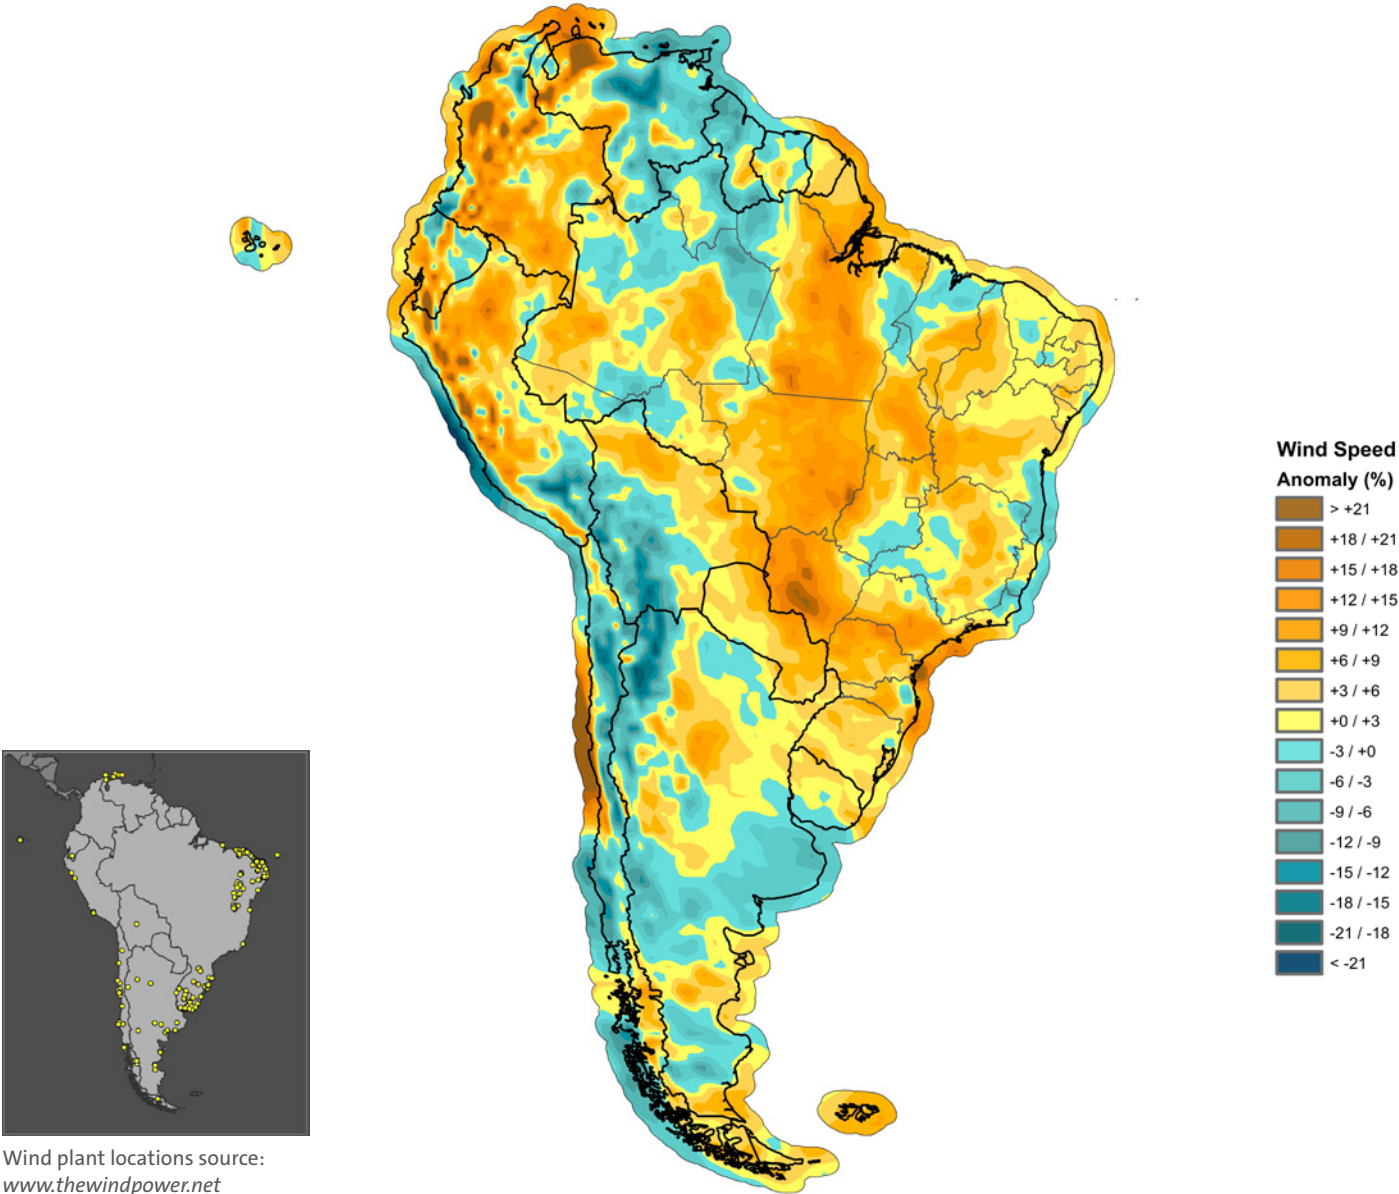 Wind Speed
Anomaly (%)
> +21
+18 / +21
+15 / +18
+12 / +15
+9 / +12
+6 / +9
+3 / +6
+0 / +3
-3 / +0
-6 / -3
-9 / -6
-12 / -9
-15 / -12
-18 / -15
-21 / -18
< -21
Wind plant locations source:
www.thewindpower.net